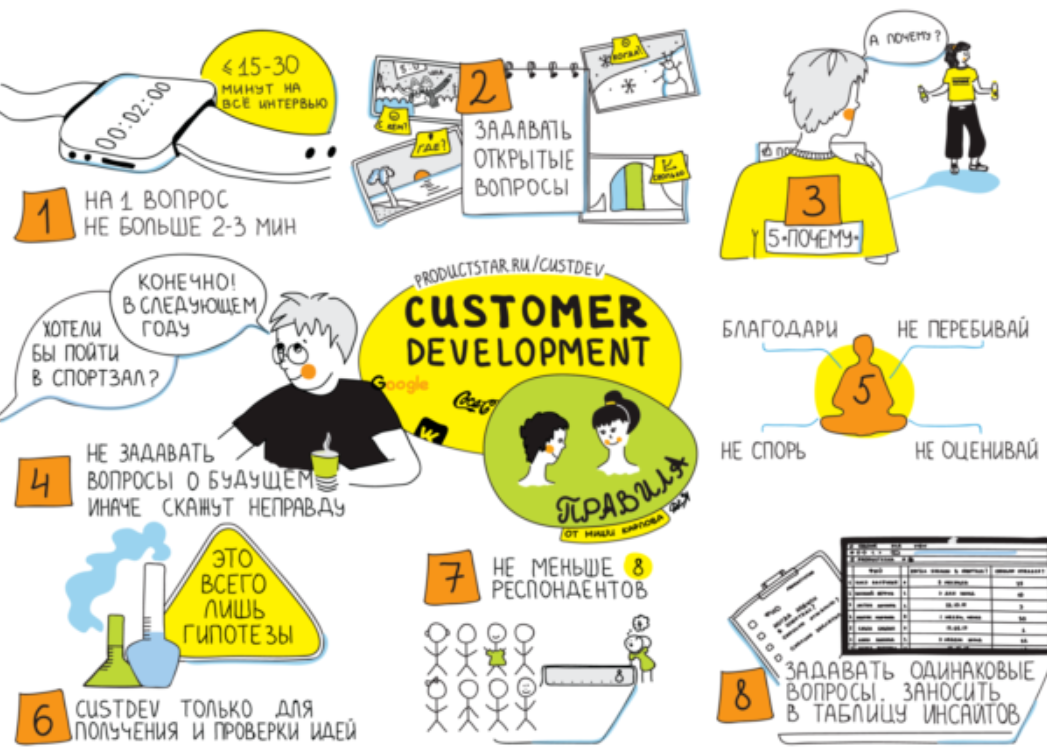 ≤ 15-30
МИНУТ НА
ВСЁ ИНТЕРВЬЮ
00:02:00
1
НА 1 ВОПРОС
НЕ БОЛЬШЕ 2-3 МИН
2
ЗАДАВАТЬ
ОТКРЫТЫЕ
ВОПРОСЫ
КОГДА?
ГДЕ?
СКОЛЬКО
А ПОЧЕМУ?
3
5•ПОЧЕМУ•
ХОТЕЛИ
БЫ ПОЙТИ
В СПОРТЗАЛ?
КОНЕЧНО!
В СЛЕДУЮЩЕМ
ГОДУ
4
НЕ ЗАДАВАТЬ
ВОПРОСЫ О БУДУЩЕМ
ИНАЧЕ СКАЖУТ НЕПРАВДУ
PRODUCTSTAR.RU/CUSTDEV
CUSTOMER
DEVELOPMENT
Google
ПРАВИЛА
ОТ МИШИ КАРПОВА
БЛАГОДАРИ
НЕ ПЕРЕБИВАЙ
5
НЕ СПОРЬ
НЕ ОЦЕНИВАЙ
ЭТО
ВСЕГО
ЛИШЬ
ГИПОТЕЗЫ
6
CUSTDEV ТОЛЬКО ДЛЯ
ПОЛУЧЕНИЯ И ПРОВЕРКИ ИДЕЙ
7
НЕ МЕНЬШЕ 8
РЕСПОНДЕНТОВ
8
ФИО
8
ЗАДАВАТЬ ОДИНАКОВЫЕ
ВОПРОСЫ. ЗАНОСИТЬ
В ТАБЛИЦУ ИНСАЙТОВ